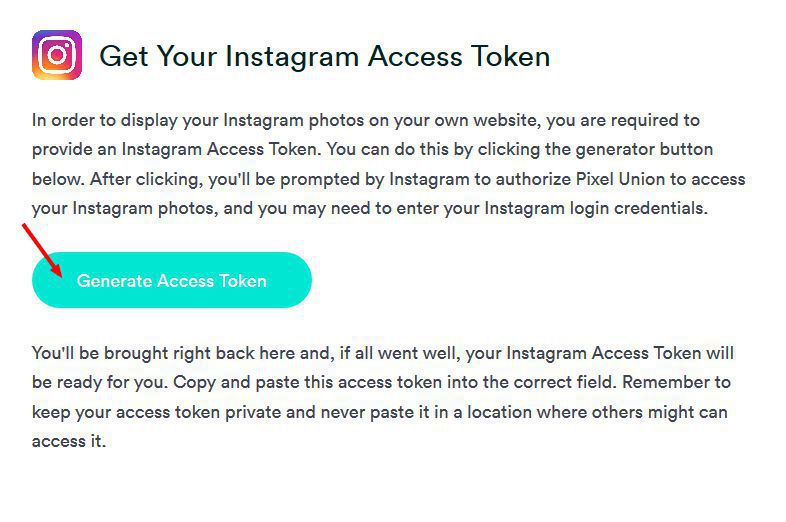 Get Your Instagram Access Token
In order to display your Instagram photos on your own website, you are required to
provide an Instagram Access Token. You can do this by clicking the generator button
below. After clicking, you'll be prompted by Instagram to authorize Pixel Union to access
your Instagram photos, and you may need to enter your Instagram login credentials.
Generate Access Token
You'll be brought right back here and, if all went well, your Instagram Access Token will
be ready for you. Copy and paste this access token into the correct field. Remember to
keep your access token private and never paste it in a location where others might can
access it.